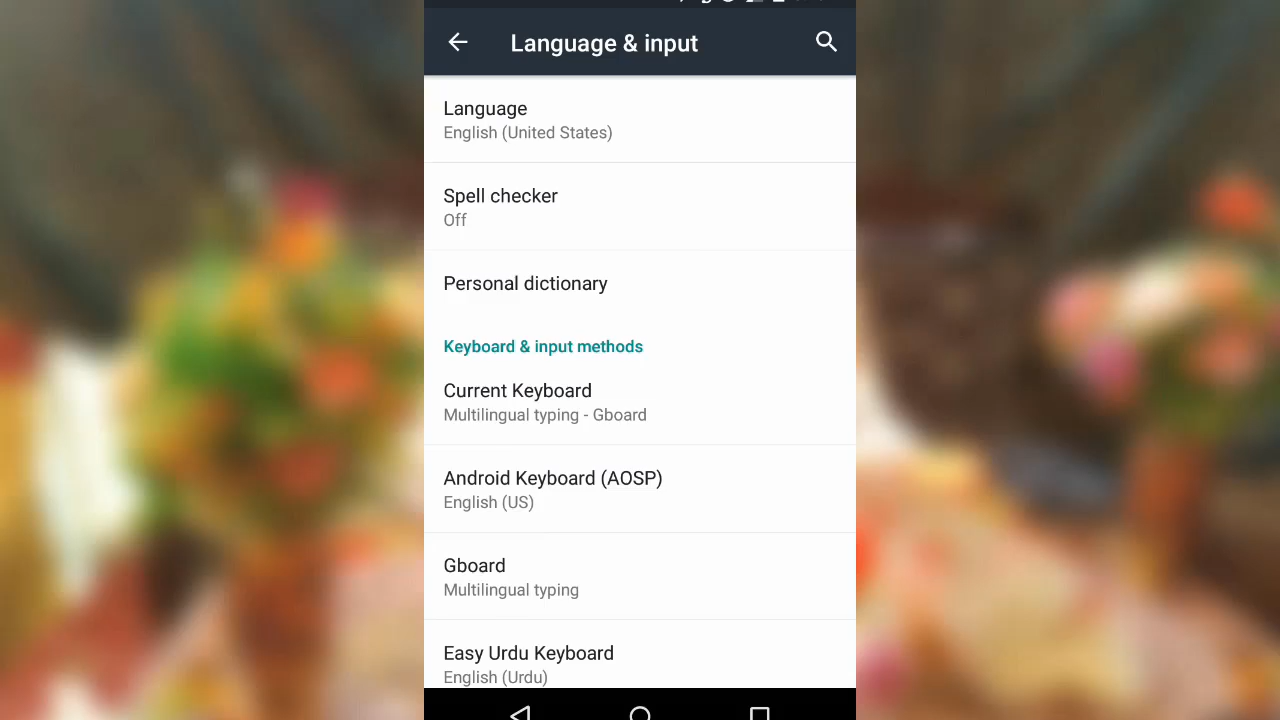 Language & input
Language
English (United States)
Spell checker
Off
Personal dictionary
Keyboard & input methods
Current Keyboard
Multilingual typing - Gboard
Android Keyboard (AOSP)
English (US)
Gboard
Multilingual typing
Easy Urdu Keyboard
English (Urdu)